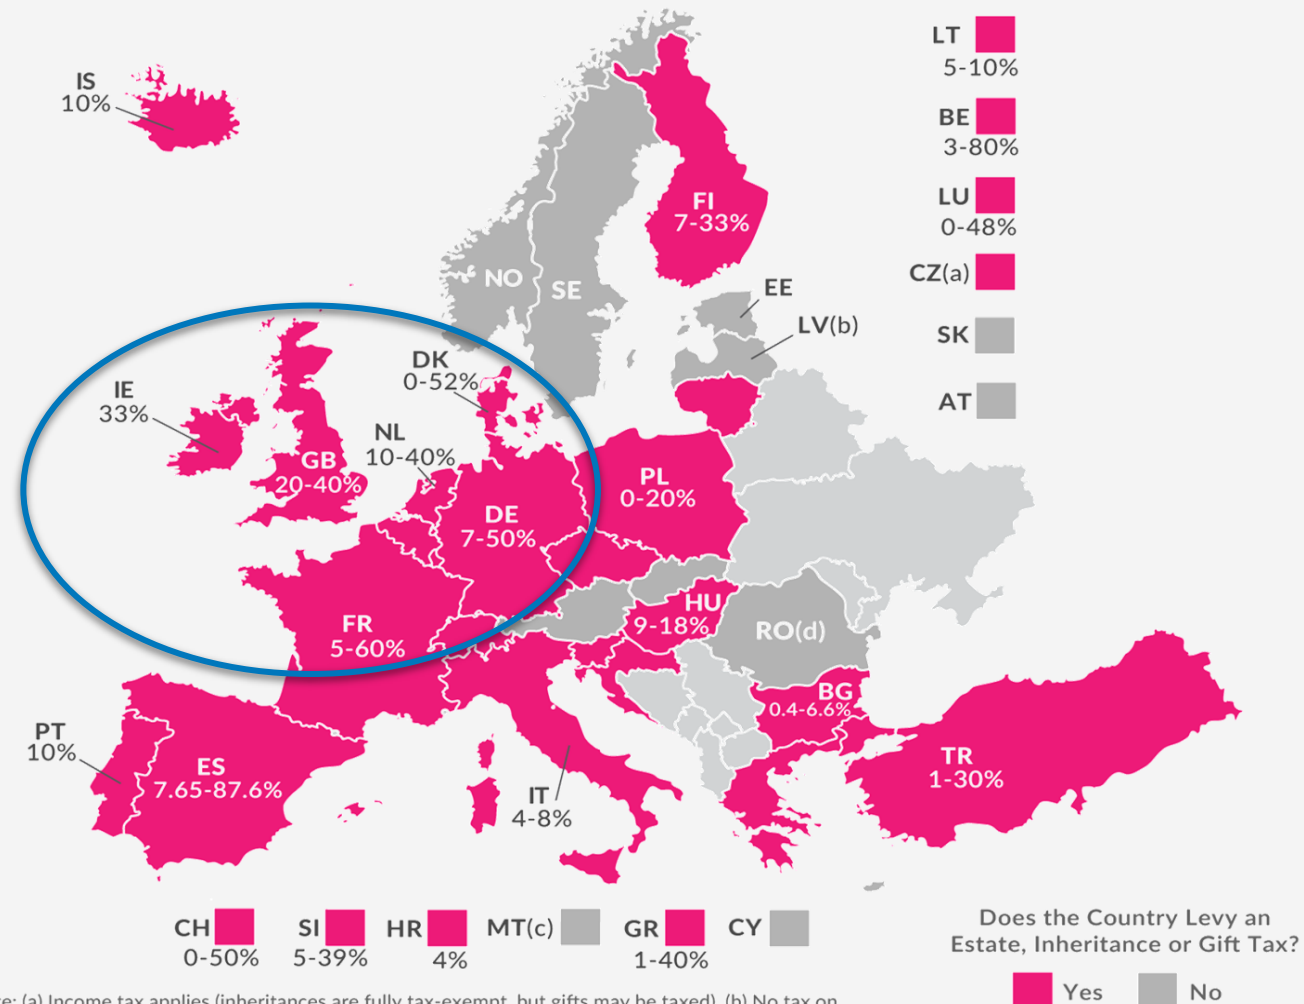 IS
10%
FI
7-33%
NO
SE
EE
LV(b)
DK
0-52%
IE
33%
NL
10-40%
GB
20-40%
PL
0-20%
DE
7-50%
HU
9-18%
FR
5-60%
RO(d)
BG
0.4-6.6%
PT
10%
ES
7.65-87.6%
IT
4-8%
TR
1-30%
LT
5-10%
BE
3-80%
LU
0-48%
CZ(a)
SK
AT
CH
0-50%
SI
5-39%
HR
4%
MT(c)
GR
1-40%
CY
Does the Country Levy an
Estate, Inheritance or Gift Tax?
Yes
No
(a) Income tax applies (inheritances are fully tax-exempt, but gifts may be taxed). (b) No tax on